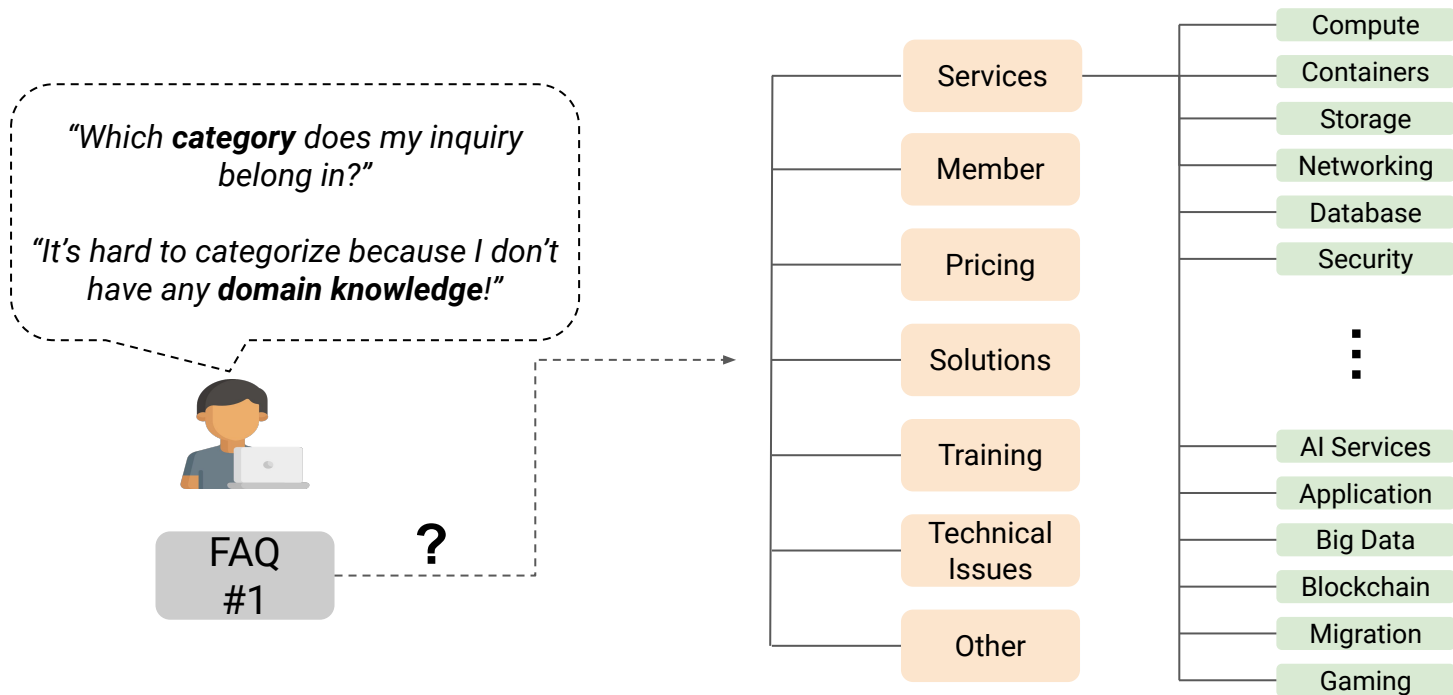 “Which category does my inquiry
belong in?”
“It’s hard to categorize because I don’t
have any domain knowledge!”
FAQ
#1
?
Services
Member
Pricing
Solutions
Training
Technical
Issues
Other
Compute
Containers
Storage
Networking
Database
Security
AI Services
Application
Big Data
Blockchain
Migration
Gaming